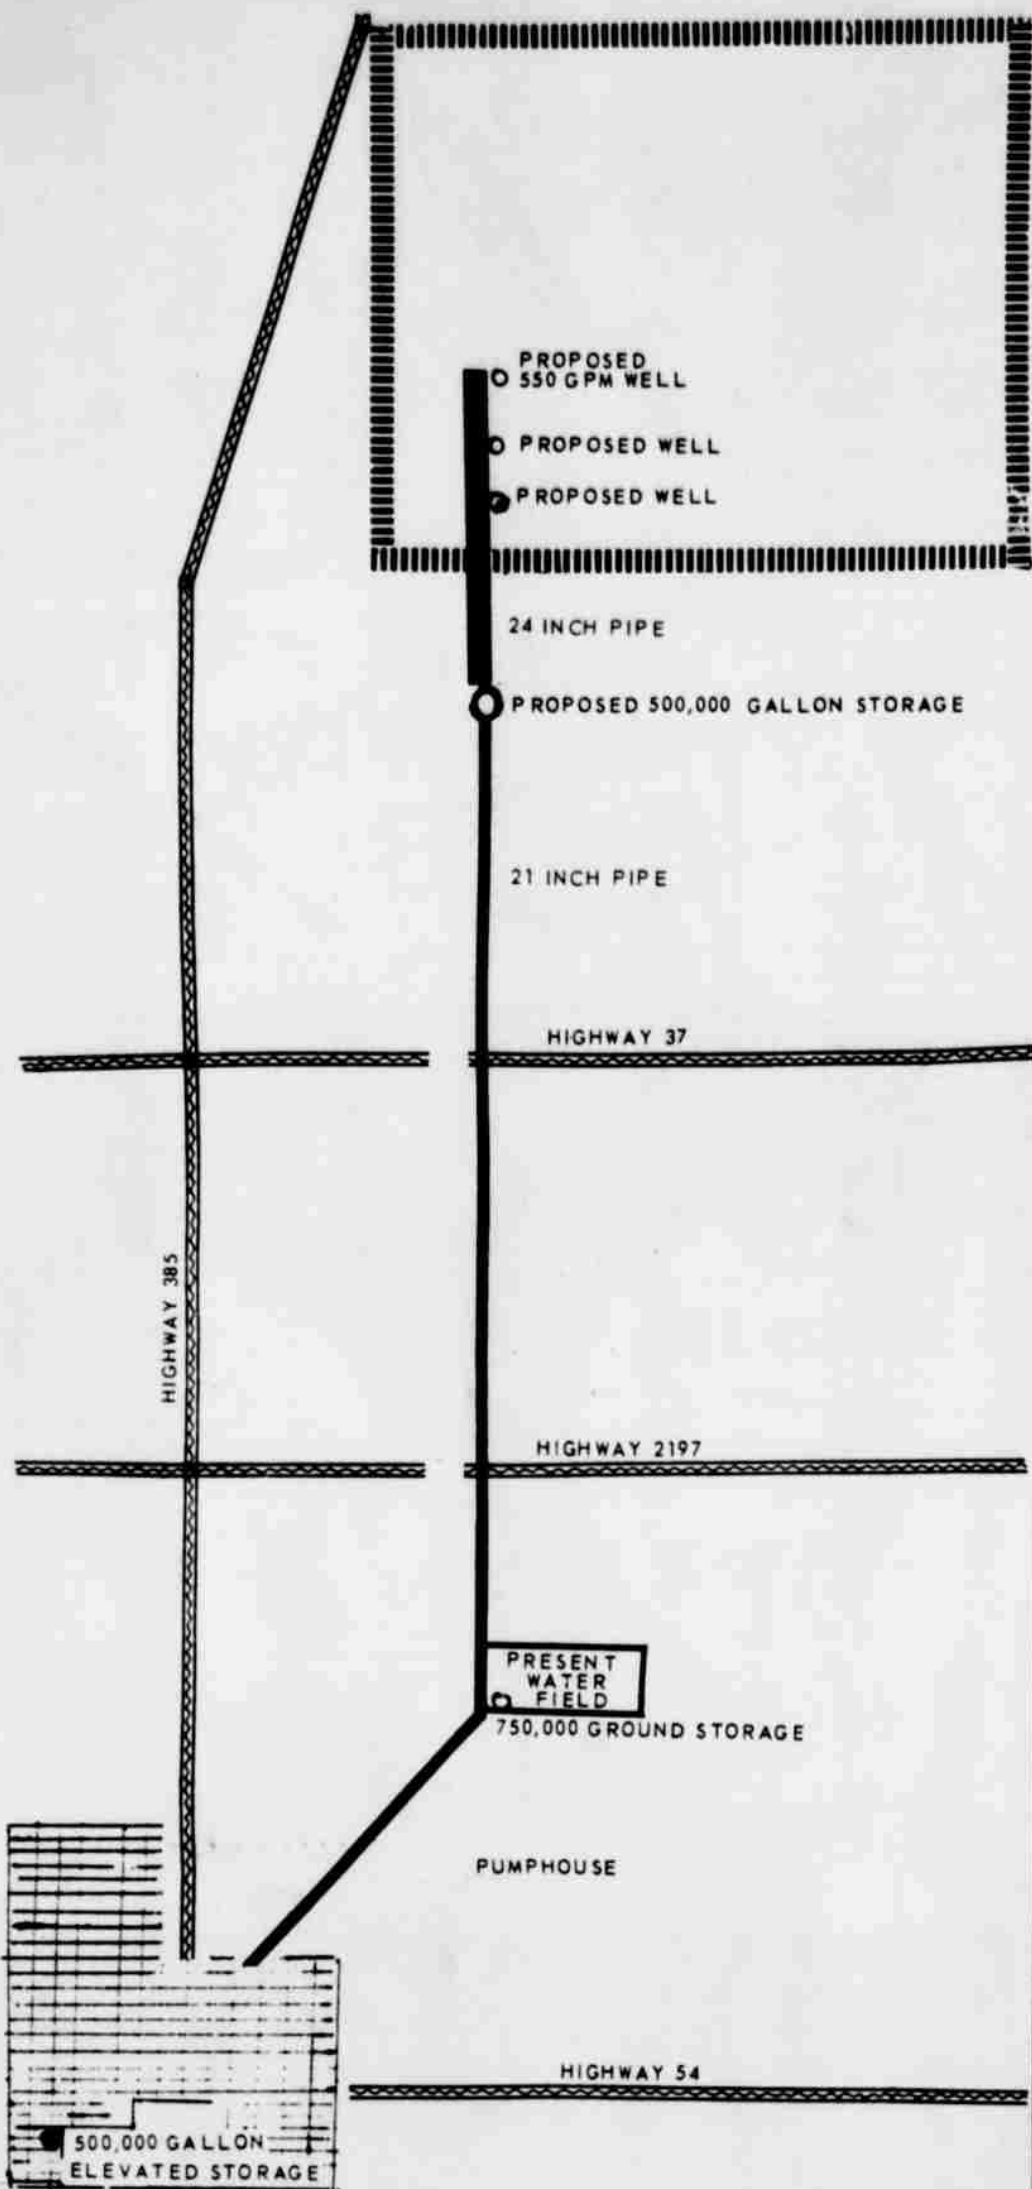 PROPOSED
550 GPM WELL
PROPOSED WELL
PROPOSED WELL
24 INCH PIPE
PROPOSED 500,000 GALLON STORAGE
21 INCH PIPE
HIGHWAY 37
HIGHWAY 385
HIGHWAY 2197
PRESENT
WATER
FIELD
750,000 GROUND STORAGE
PUMPHOUSE
HIGHWAY 54
500,000 GALLON
ELEVATED STORAGE